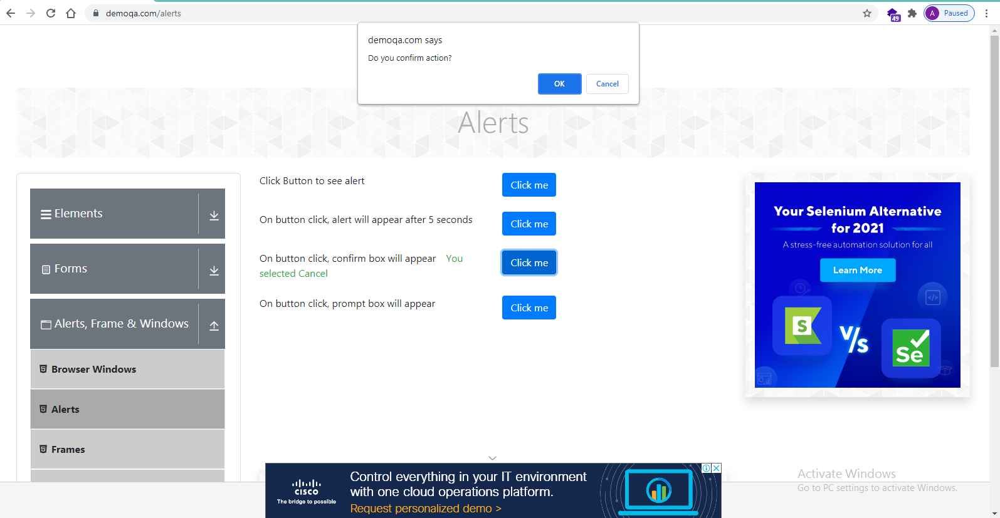 demoqa.com/alerts
49
A
Paused
demoqa.com says
Do you confirm action?
OK
Cancel
Alerts
Elements
Forms
Alerts, Frame & Windows
Browser Windows
Alerts
Frames
Click Button to see alert
Click me
On button click, alert will appear after 5 seconds
Click me
On button click, confirm box will appear You
selected Cancel
Click me
On button click, prompt box will appear
Click me
Your Selenium Alternative
for 2021
A stress-free automation solution for all
Learn More
S
V/s
Se
CISCO
The bridge to possible
Control everything in your IT environment
with one cloud operations platform.
Request personalized demo >
Activate Windows
Go to PC settings to activate Windows.